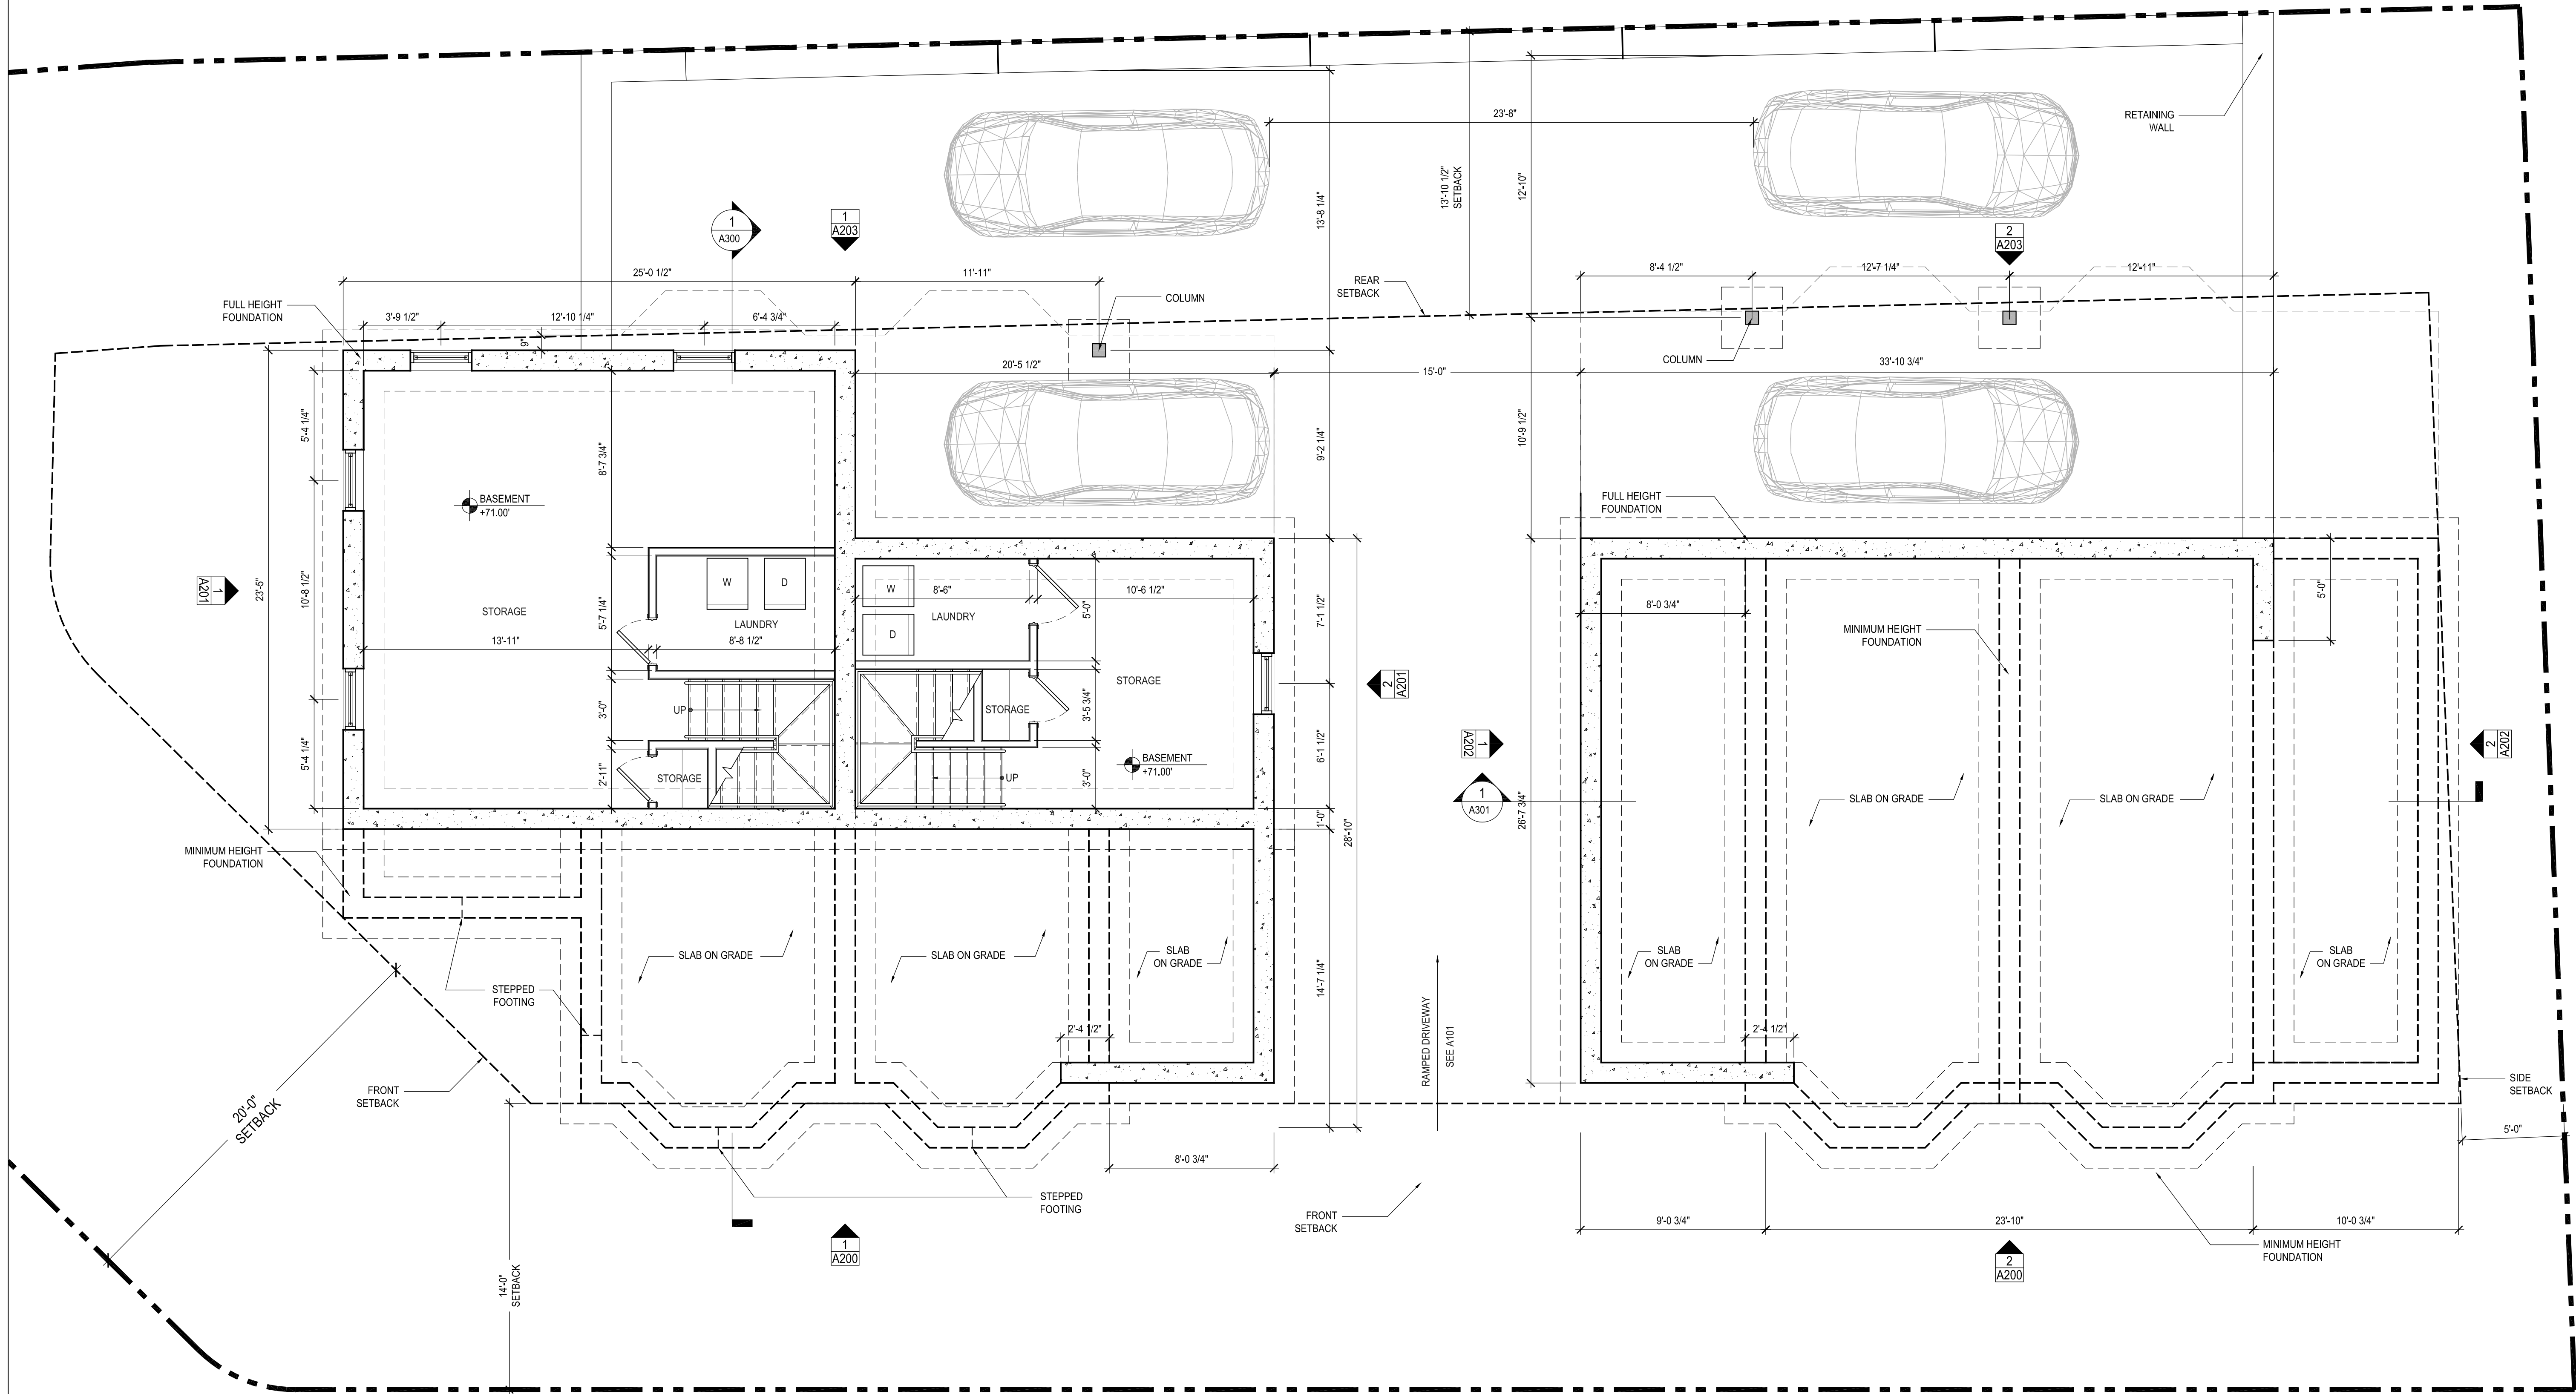 23'-8"
RETAINING
WALL
13'-8 1/4"
13'-10 1/2"
SETBACK
12'-10"
1
A300
1
A203
2
A203
25'-0 1/2"
11'-11"
8'-4 1/2"
12'-7 1/4"
12'-11"
REAR
SETBACK
FULL HEIGHT
FOUNDATION
COLUMN
3'-9 1/2"
12'-10 1/4"
6'-4 3/4"
9"
COLUMN
20'-5 1/2"
15'-0"
33'-10 3/4"
5'-4 1/4"
8'-7 3/4"
9'-2 1/4"
10'-9 1/2"
BASEMENT
+71.00'
FULL HEIGHT
FOUNDATION
1
A201
23'-5"
10'-8 1/2"
STORAGE
5'-7 1/4"
W
D
LAUNDRY
13'-11"
8'-8 1/2"
W
D
8'-6"
LAUNDRY
10'-6 1/2"
5'-0"
7'-1 1/2"
8'-0 3/4"
5'-0"
MINIMUM HEIGHT
FOUNDATION
STORAGE
2
A201
UP
3'-0"
STORAGE
3'-5 3/4"
5'-4 1/4"
2'-11"
STORAGE
UP
BASEMENT
+71.00'
3'-0"
6'-1 1/2"
1
A202
2
A202
1
A301
26'-7 3/4"
SLAB ON GRADE
SLAB ON GRADE
1'-0"
28'-10"
MINIMUM HEIGHT
FOUNDATION
SLAB ON GRADE
SLAB ON GRADE
SLAB
ON GRADE
SLAB
ON GRADE
SLAB
ON GRADE
STEPPED
FOOTING
14'-7 1/4"
RAMPED DRIVEWAY
SEE A101
2'-4 1/2"
2'-4 1/2"
FRONT
SETBACK
20'-0"
SETBACK
SIDE
SETBACK
5'-0"
8'-0 3/4"
STEPPED
FOOTING
FRONT
SETBACK
9'-0 3/4"
23'-10"
10'-0 3/4"
1
A200
2
A200
MINIMUM HEIGHT
FOUNDATION
14'-0"
SETBACK